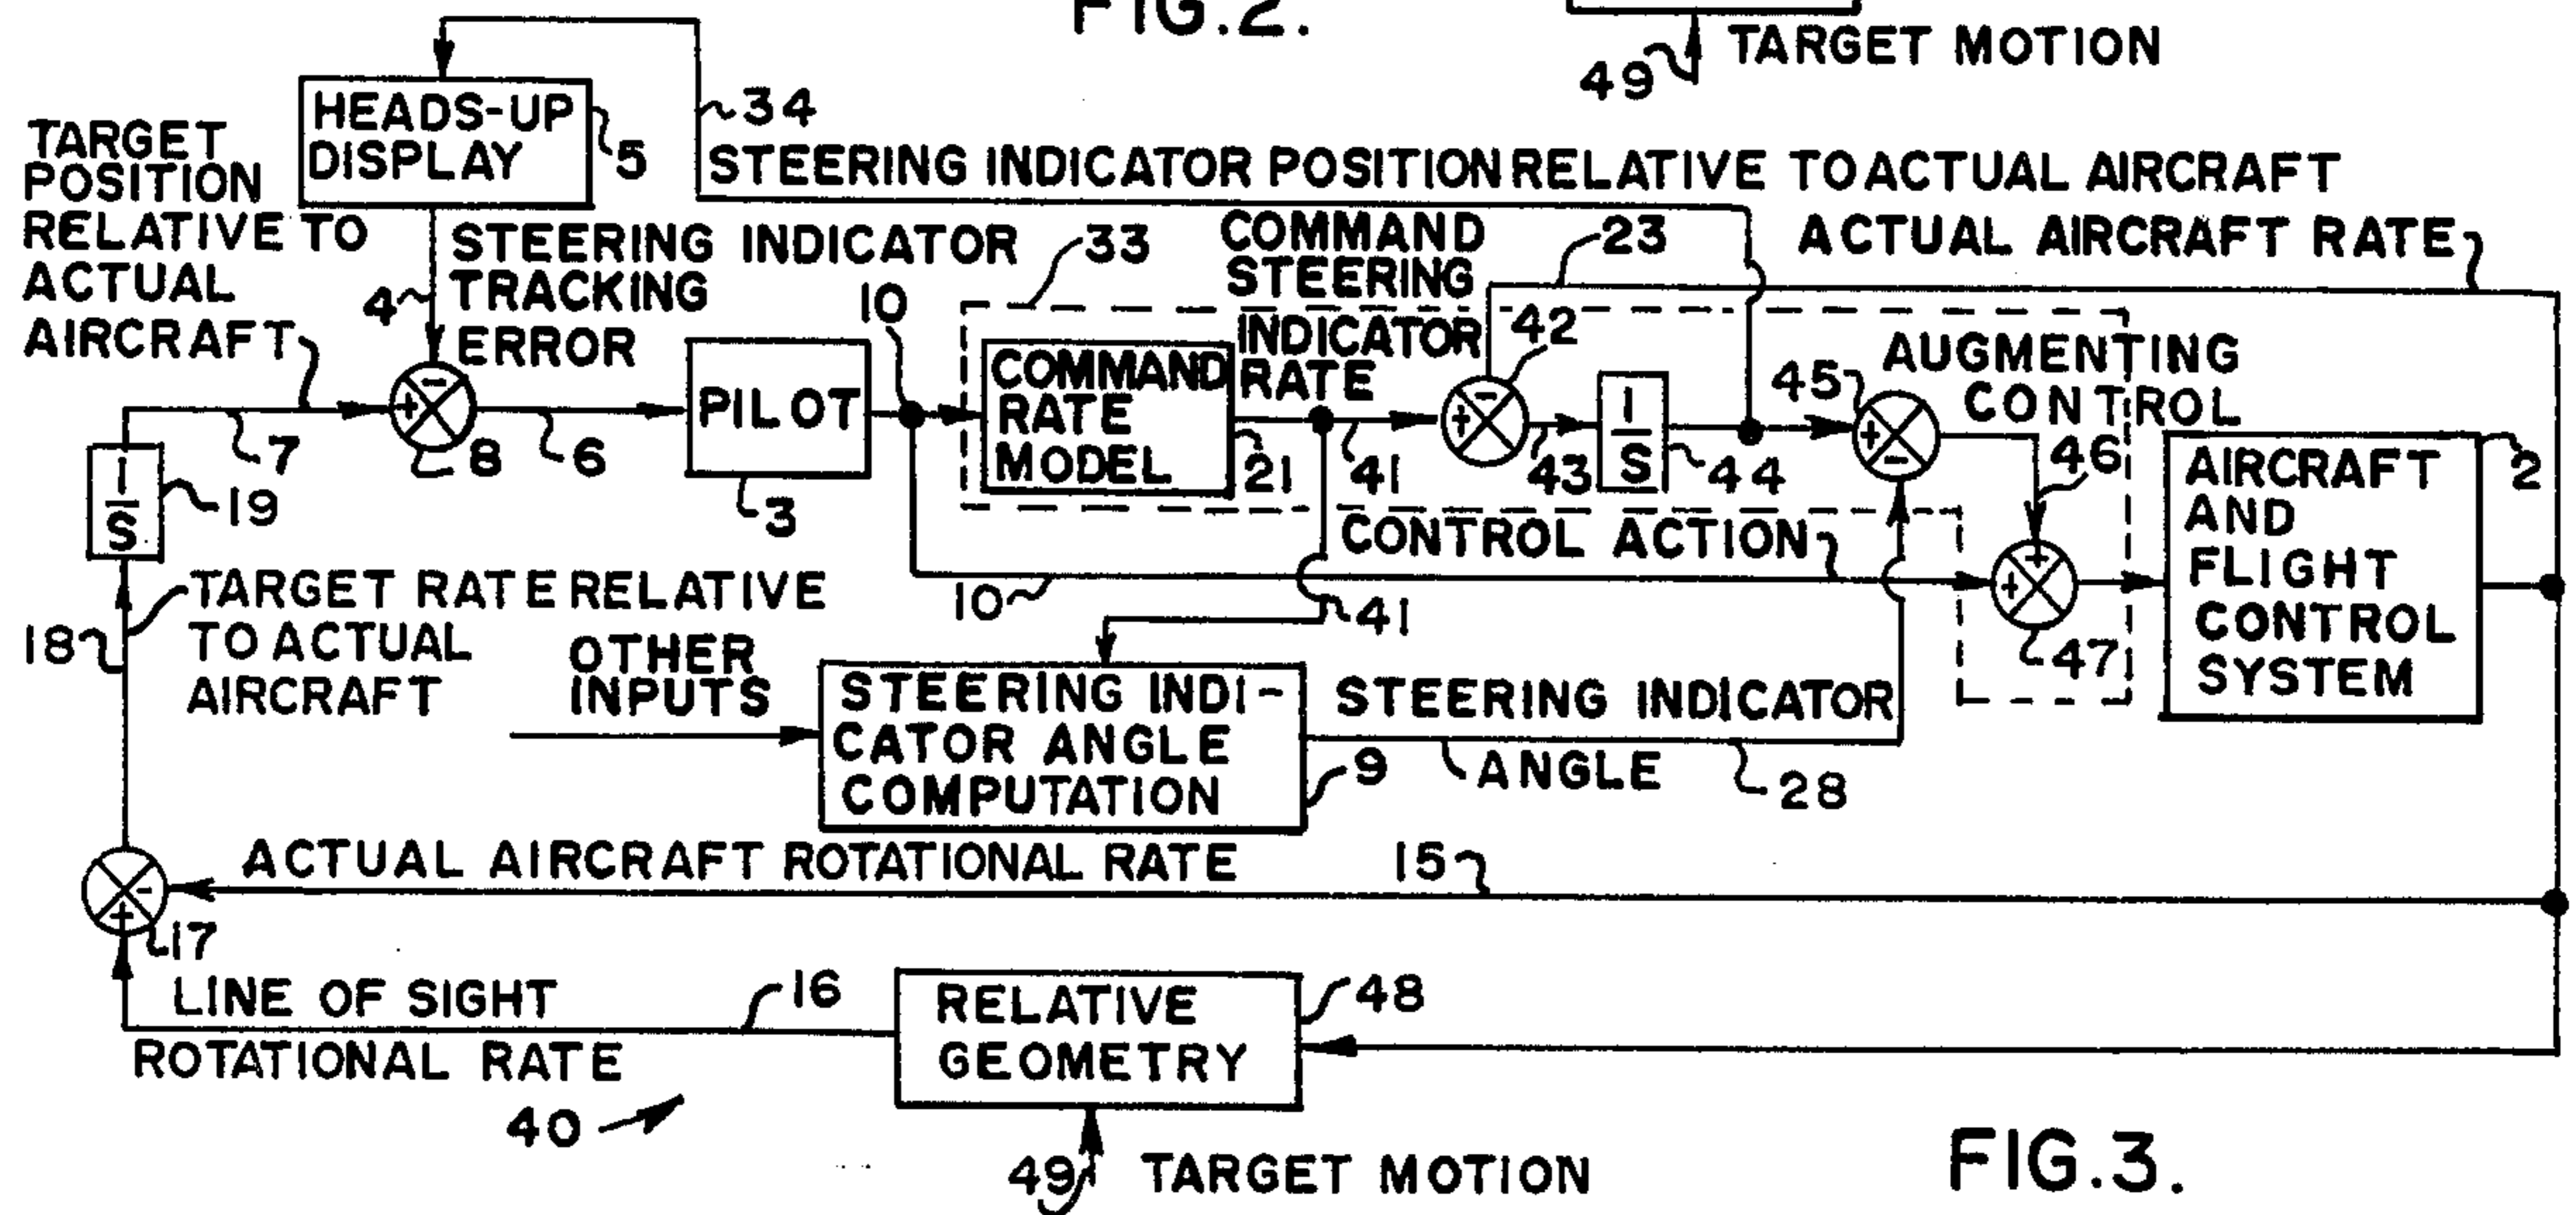 FIG.2.
49
TARGET MOTION
HEADS-UP
DISPLAY
5
34
TARGET
POSITION
RELATIVE TO
ACTUAL
AIRCRAFT
STEERING INDICATOR POSITION RELATIVE TO ACTUAL AIRCRAFT
ACTUAL AIRCRAFT RATE
4
STEERING INDICATOR
TRACKING
ERROR
33
COMMAND
STEERING
INDICATOR
RATE
23
10
42
+
-
8
7
6
PILOT
3
COMMAND
RATE
MODEL
21
41
+
-
43
1
S
44
45
+
-
AUGMENTING
CONTROL
46
AIRCRAFT
AND
FLIGHT
CONTROL
SYSTEM
2
1
S
19
CONTROL ACTION
10
41
+
+
47
18
TARGET RATE RELATIVE
TO ACTUAL
AIRCRAFT
OTHER
INPUTS
STEERING INDI-
CATOR ANGLE
COMPUTATION
9
STEERING INDICATOR
ANGLE
28
ACTUAL AIRCRAFT ROTATIONAL RATE
15
-
+
17
LINE OF SIGHT
ROTATIONAL RATE
16
RELATIVE
GEOMETRY
48
40
49
TARGET MOTION
FIG.3.